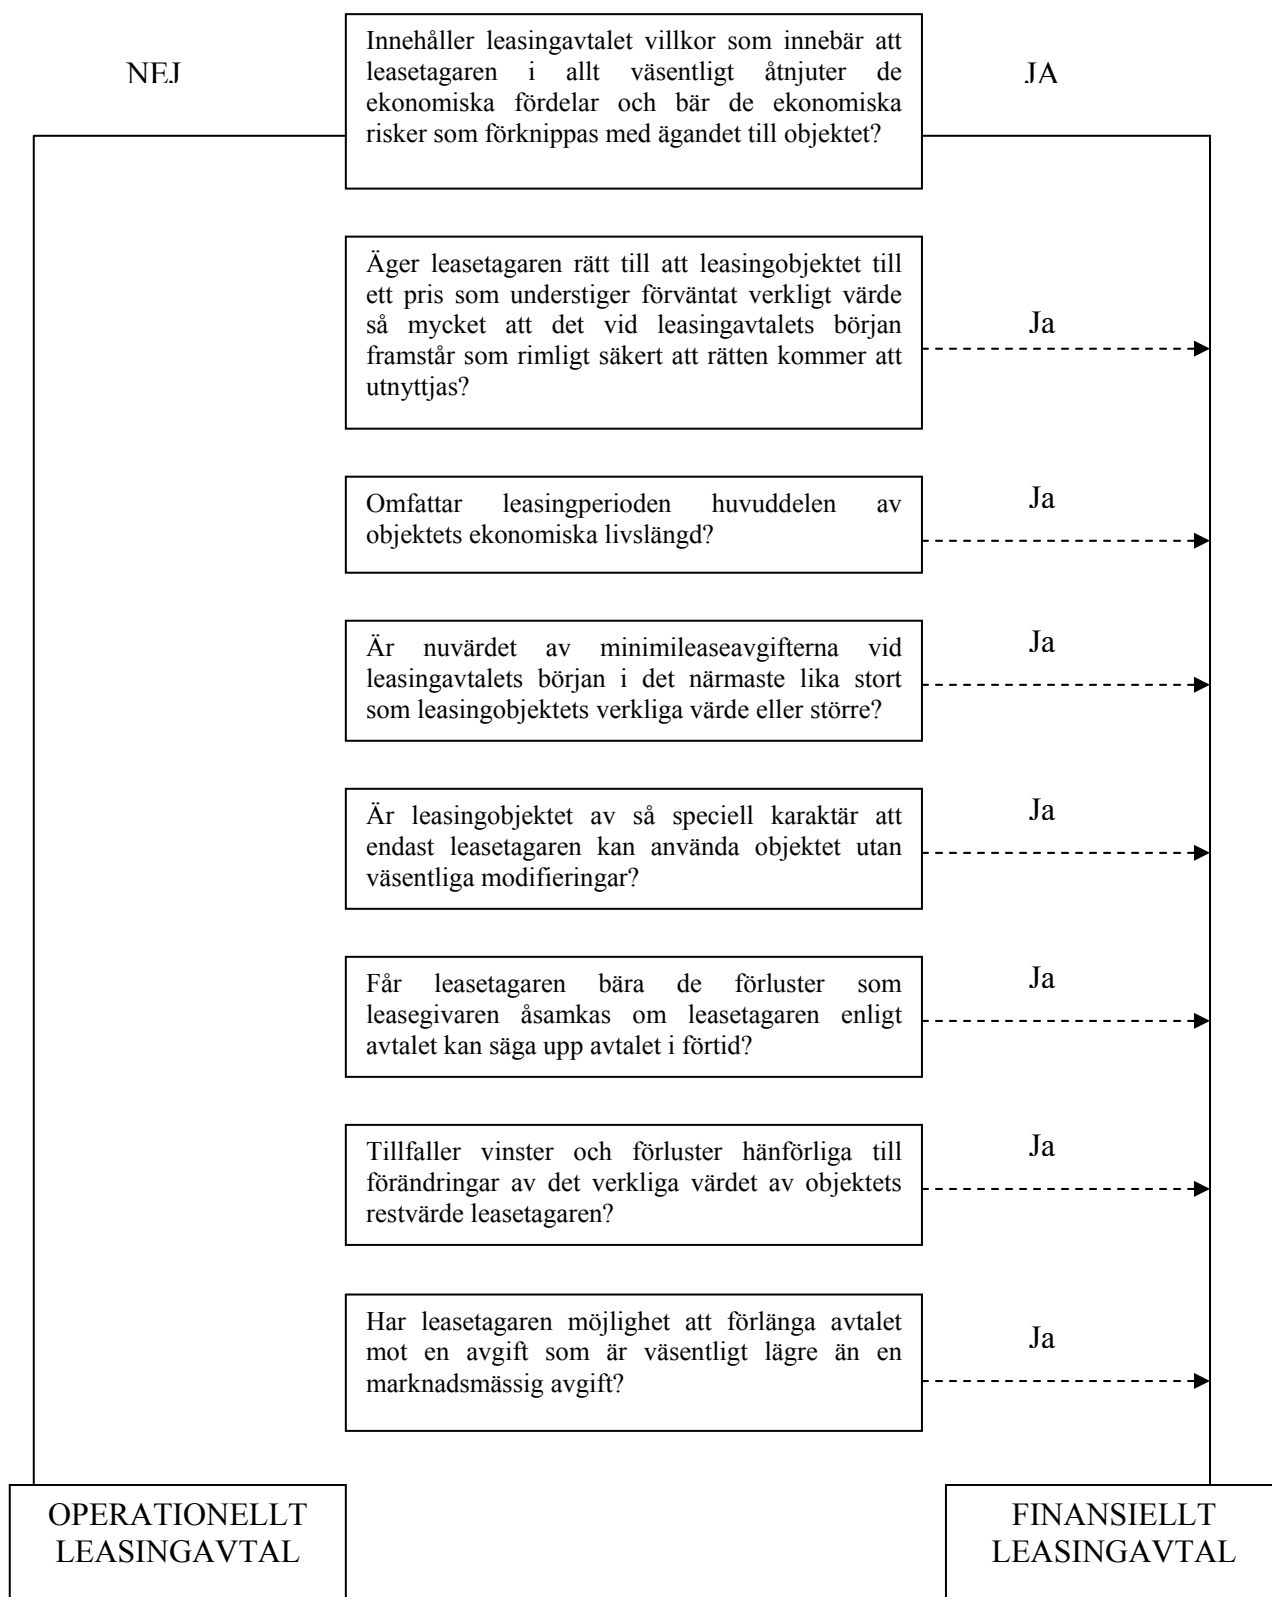 Innehåller leasingavtalet villkor som innebär att
leasetagaren i allt väsentligt åtnjuter de
ekonomiska fördelar och bär de ekonomiska
risker som förknippas med ägandet till objektet?
NEJ
JA
Äger leasetagaren rätt till att leasingobjektet till
ett pris som understiger förväntat verkligt värde
så mycket att det vid leasingavtalets början
framstår som rimligt säkert att rätten kommer att
utnyttjas?
Ja
Omfattar leasingperioden huvuddelen av
objektets ekonomiska livslängd?
Ja
Är nuvärdet av minimileaseavgifterna vid
leasingavtalets början i det närmaste lika stort
som leasingobjektets verkliga värde eller större?
Ja
Är leasingobjektet av så speciell karaktär att
endast leasetagaren kan använda objektet utan
väsentliga modifieringar?
Ja
Får leasetagaren bära de förluster som
leasegivaren åsamkas om leasetagaren enligt
avtalet kan säga upp avtalet i förtid?
Ja
Tillfaller vinster och förluster hänförliga till
förändringar av det verkliga värdet av objektets
restvärde leasetagaren?
Ja
Har leasetagaren möjlighet att förlänga avtalet
mot en avgift som är väsentligt lägre än en
marknadsmässig avgift?
Ja
OPERATIONELLT
LEASINGAVTAL
FINANSIELLT
LEASINGAVTAL